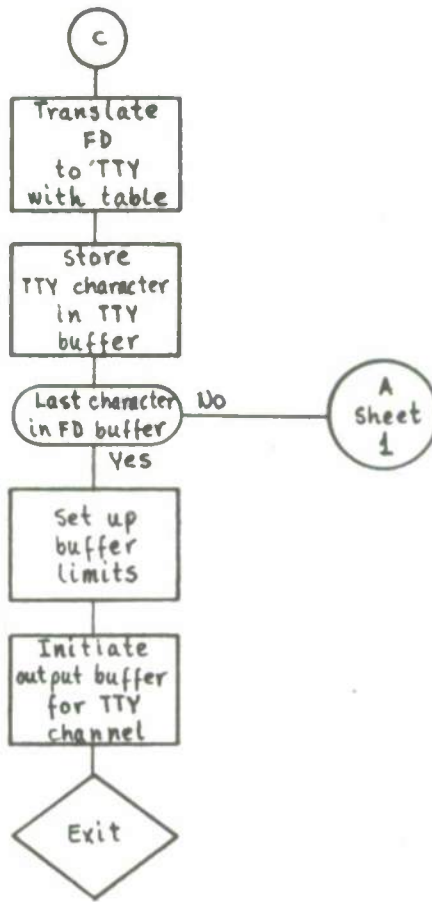 C
Translate
FD
to TTY
with table
Store
TTY character
in TTY
buffer
Last character
in FD buffer
No
A
Sheet
1
Yes
Set up
buffer
limits
Initiate
output buffer
for TTY
channel
Exit